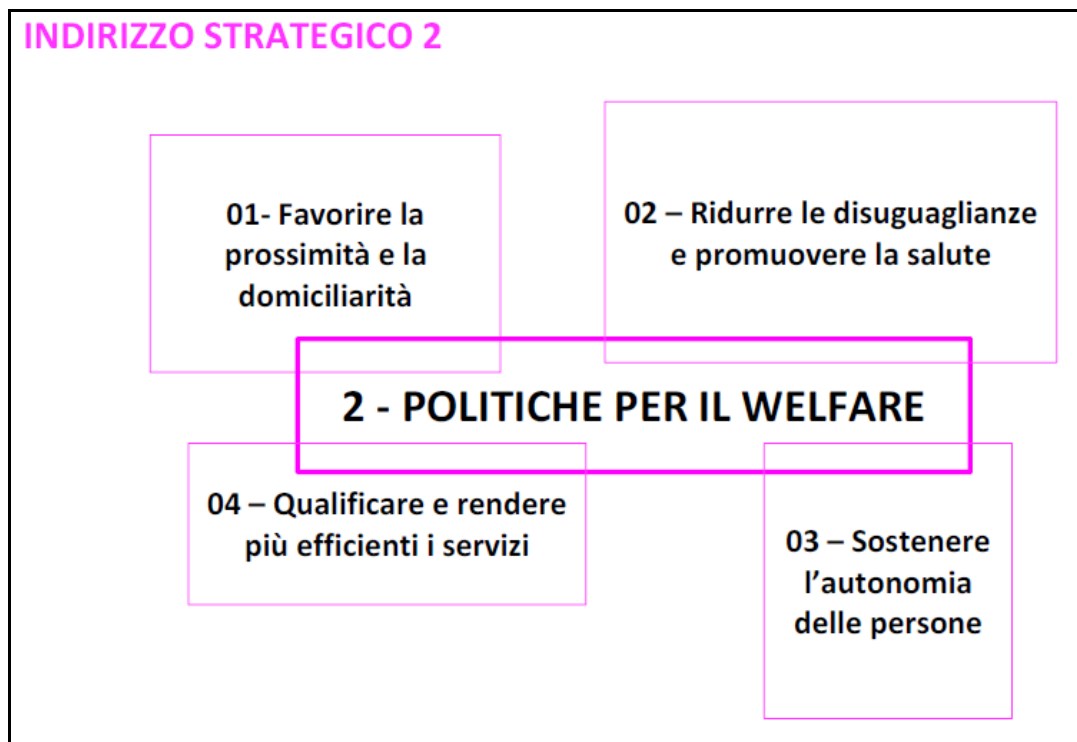 INDIRIZZO STRATEGICO 2
01- Favorire la
prossimità e la
domiciliarità
02 – Ridurre le disuguaglianze
e promuovere la salute
2 - POLITICHE PER IL WELFARE
04 – Qualificare e rendere
più efficienti i servizi
03 – Sostenere
l’autonomia
delle persone